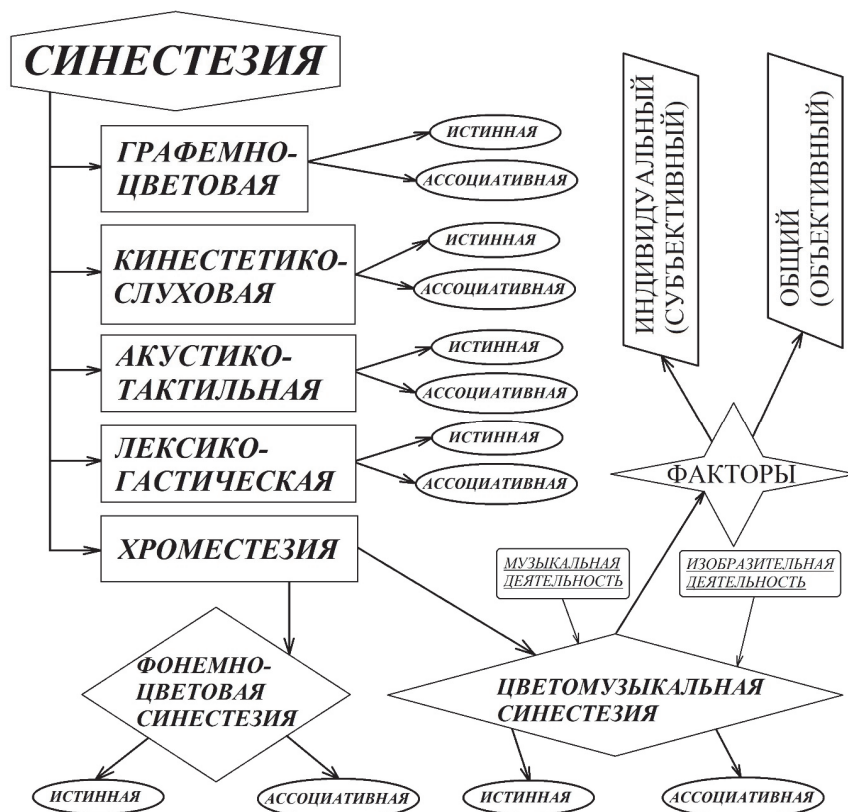 СИНЕСТЕЗИЯ
ГРАФЕМНО-
ЦВЕТОВАЯ
ИСТИННАЯ
АССОЦИАТИВНАЯ
КИНЕСТЕТИКО-
СЛУХОВАЯ
ИСТИННАЯ
АССОЦИАТИВНАЯ
АКУСТИКО-
ТАКТИЛЬНАЯ
ИСТИННАЯ
АССОЦИАТИВНАЯ
ЛЕКСИКО-
ГАСТИЧЕСКАЯ
ИСТИННАЯ
АССОЦИАТИВНАЯ
ХРОМЕСТЕЗИЯ
ИНДИВИДУАЛЬНЫЙ
(СУБЪЕКТИВНЫЙ)
ОБЩИЙ
(ОБЪЕКТИВНЫЙ)
ФАКТОРЫ
МУЗЫКАЛЬНАЯ
ДЕЯТЕЛЬНОСТЬ
ИЗОБРАЗИТЕЛЬНАЯ
ДЕЯТЕЛЬНОСТЬ
ФОНЕМНО-
ЦВЕТОВАЯ
СИНЕСТЕЗИЯ
ЦВЕТОМУЗЫКАЛЬНАЯ
СИНЕСТЕЗИЯ
ИСТИННАЯ
АССОЦИАТИВНАЯ
ИСТИННАЯ
АССОЦИАТИВНАЯ